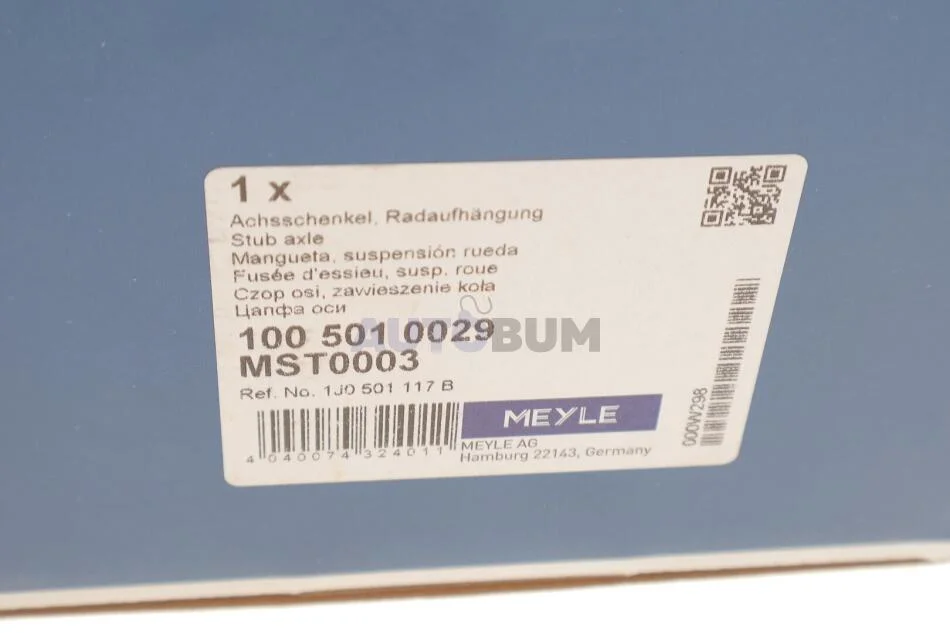 1 x
Achsschenkel, Radaufhängung
Stub axle
Mangueta, suspensión rueda
Fusée d'essieu, susp. roue
Czop osi, zawieszenie koła
Цапфа оси
100 501 0029
MST0003
Ref. No. 1J0 501 117 B
4 040074 324011
MEYLE
MEYLE AG
Hamburg 22143, Germany
000W298
AUTOBUM